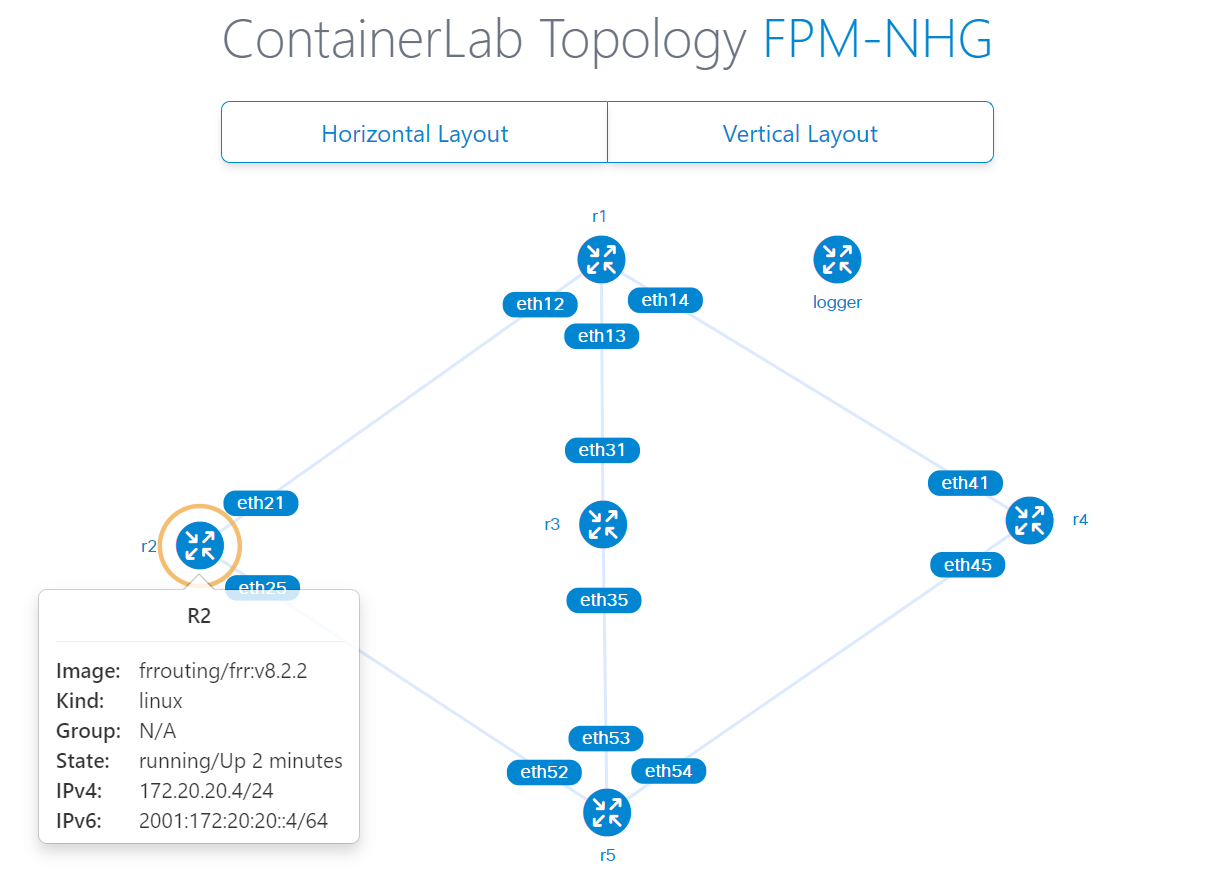 ContainerLab Topology FPM-NHG
Horizontal Layout
Vertical Layout
r1
logger
eth12
eth14
eth13
eth31
eth41
eth21
r3
r4
r2
eth45
eth25
eth35
R2
Image: frrouting/frr:v8.2.2
Kind: linux
Group: N/A
State: running/Up 2 minutes
IPv4: 172.20.20.4/24
IPv6: 2001:172:20:20::4/64
eth53
eth52
eth54
r5